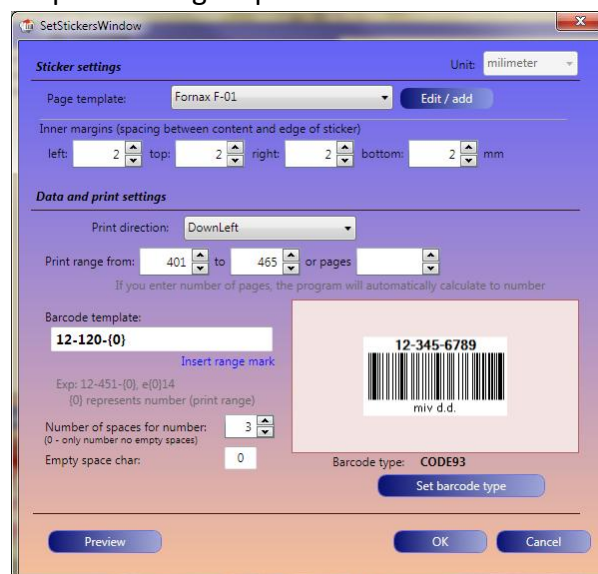 SetStickersWindow
Sticker settings Unit: milimeter
Page template: Fornax F-01 Edit / add
Inner margins (spacing between content and edge of sticker)
left: 2 top: 2 right: 2 bottom: 2 mm
Data and print settings
Print direction: DownLeft
Print range from: 401 to 465 or pages
If you enter number of pages, the program will automatically calculate to number
Barcode template:
12-120-{0}
Insert range mark
Exp: 12-451-{0}, e{0}14
{0} represents number (print range)
12-345-6789
miv d.d.
Number of spaces for number: 3
(0 - only number no empty spaces)
Empty space char: 0
Barcode type: CODE93
Set barcode type
Preview OK Cancel